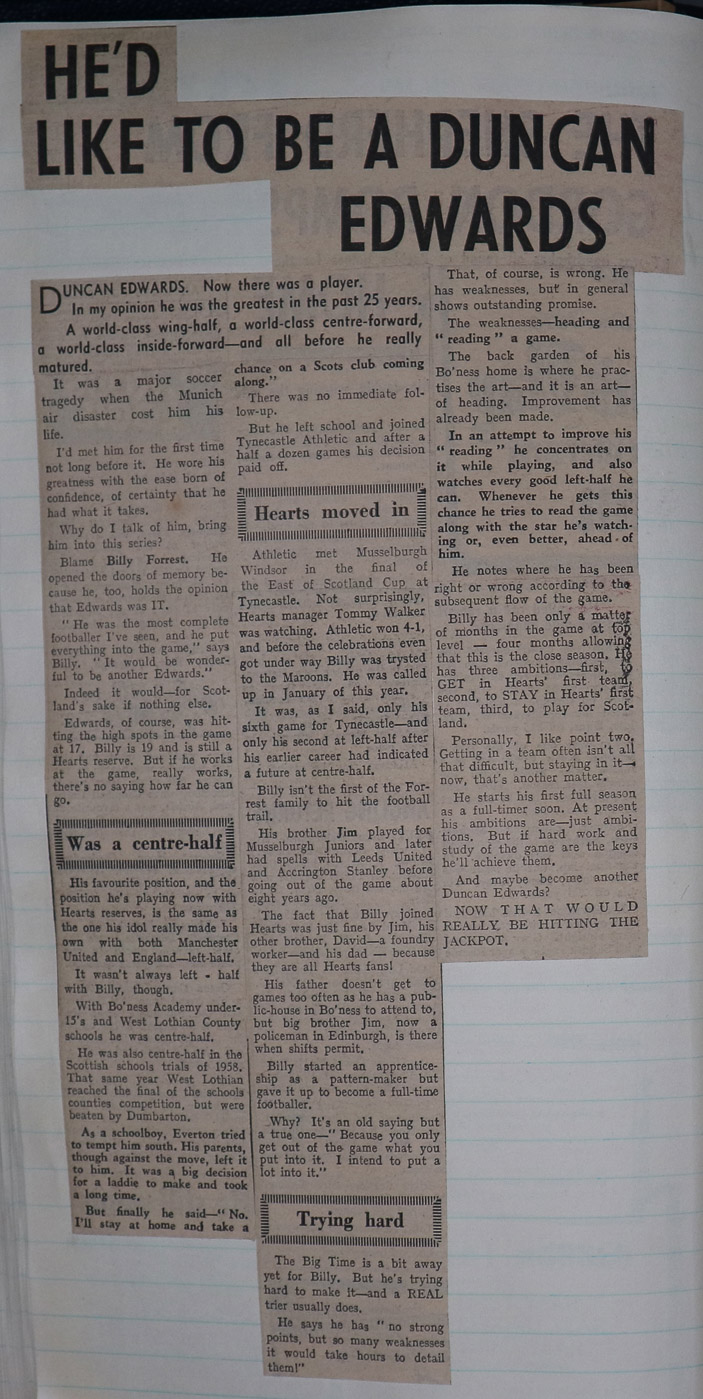 HE'D
LIKE TO BE A DUNCAN
EDWARDS
DUNCAN EDWARDS. Now there was a player.
In my opinion he was the greatest in the past 25 years.
A world-class wing-half, a world-class centre-forward,
a world-class inside-forward—and all before he really
matured.
It was a major soccer
tragedy when the Munich
air disaster cost him his
life.
I'd met him for the first time
not long before it. He wore his
greatness with the ease born of
confidence, of certainty that he
had what it takes.
Why do I talk of him, bring
him into this series?
Blame Billy Forrest. He
opened the doors of memory be-
cause he, too, holds the opinion
that Edwards was IT.
"He was the most complete
footballer I've seen, and he put
everything into the game," says
Billy. "It would be wonder-
ful to be another Edwards."
Indeed it would—for Scot-
land's sake if nothing else.
Edwards, of course, was hit-
ting the high spots in the game
at 17. Billy is 19 and is still a
Hearts reserve. But if he works
at the game, really works,
there's no saying how far he can
go.
Was a centre-half
His favourite position, and the
position he's playing now with
Hearts reserves, is the same as
the one his idol really made his
own with both Manchester
United and England—left-half.
It wasn't always left - half
with Billy, though.
With Bo'ness Academy under-
15's and West Lothian County
schools he was centre-half.
He was also centre-half in the
Scottish schools trials of 1958.
That same year West Lothian
reached the final of the schools
counties competition, but were
beaten by Dumbarton.
As a schoolboy, Everton tried
to tempt him south. His parents,
though against the move, left it
to him. It was a big decision
for a laddie to make and took
a long time.
But finally he said—"No.
I'll stay at home and take a
chance on a Scots club coming
along."
There was no immediate fol-
low-up.
But he left school and joined
Tynecastle Athletic and after a
half a dozen games his decision
paid off.
Hearts moved in
Athletic met Musselburgh
Windsor in the final of
the East of Scotland Cup at
Tynecastle. Not surprisingly,
Hearts manager Tommy Walker
was watching. Athletic won 4-1,
and before the celebrations even
got under way Billy was trysted
to the Maroons. He was called
up in January of this year.
It was, as I said, only his
sixth game for Tynecastle—and
only his second at left-half after
his earlier career had indicated
a future at centre-half.
Billy isn't the first of the For-
rest family to hit the football
trail.
His brother Jim played for
Musselburgh Juniors and later
had spells with Leeds United
and Accrington Stanley before
going out of the game about
eight years ago.
The fact that Billy joined
Hearts was just fine by Jim, his
other brother, David—a foundry
worker—and his dad — because
they are all Hearts fans!
His father doesn't get to
games too often as he has a pub-
lic-house in Bo'ness to attend to,
but big brother Jim, now a
policeman in Edinburgh, is there
when shifts permit.
Billy started an apprentice-
ship as a pattern-maker but
gave it up to become a full-time
footballer.
Why? It's an old saying but
a true one—"Because you only
get out of the game what you
put into it. I intend to put a
lot into it."
Trying hard
The Big Time is a bit away
yet for Billy. But he's trying
hard to make it—and a REAL
trier usually does.
He says he has "no strong
points, but so many weaknesses
it would take hours to detail
them!"
That, of course, is wrong. He
has weaknesses, but in general
shows outstanding promise.
The weaknesses—heading and
"reading" a game.
The back garden of his
Bo'ness home is where he prac-
tises the art—and it is an art—
of heading. Improvement has
already been made.
In an attempt to improve his
"reading" he concentrates on
it while playing, and also
watches every good left-half he
can. Whenever he gets this
chance he tries to read the game
along with the star he's watch-
ing or, even better, ahead of
him.
He notes where he has been
right or wrong according to the
subsequent flow of the game.
Billy has been only a matter
of months in the game at top
level — four months allowing
that this is the close season. He
has three ambitions—first, to
GET in Hearts' first team,
second, to STAY in Hearts' first
team, third, to play for Scot-
land.
Personally, I like point two.
Getting in a team often isn't all
that difficult, but staying in it—
now, that's another matter.
He starts his first full season
as a full-timer soon. At present
his ambitions are—just ambi-
tions. But if hard work and
study of the game are the keys
he'll achieve them.
And maybe become another
Duncan Edwards?
NOW THAT WOULD
REALLY BE HITTING THE
JACKPOT.